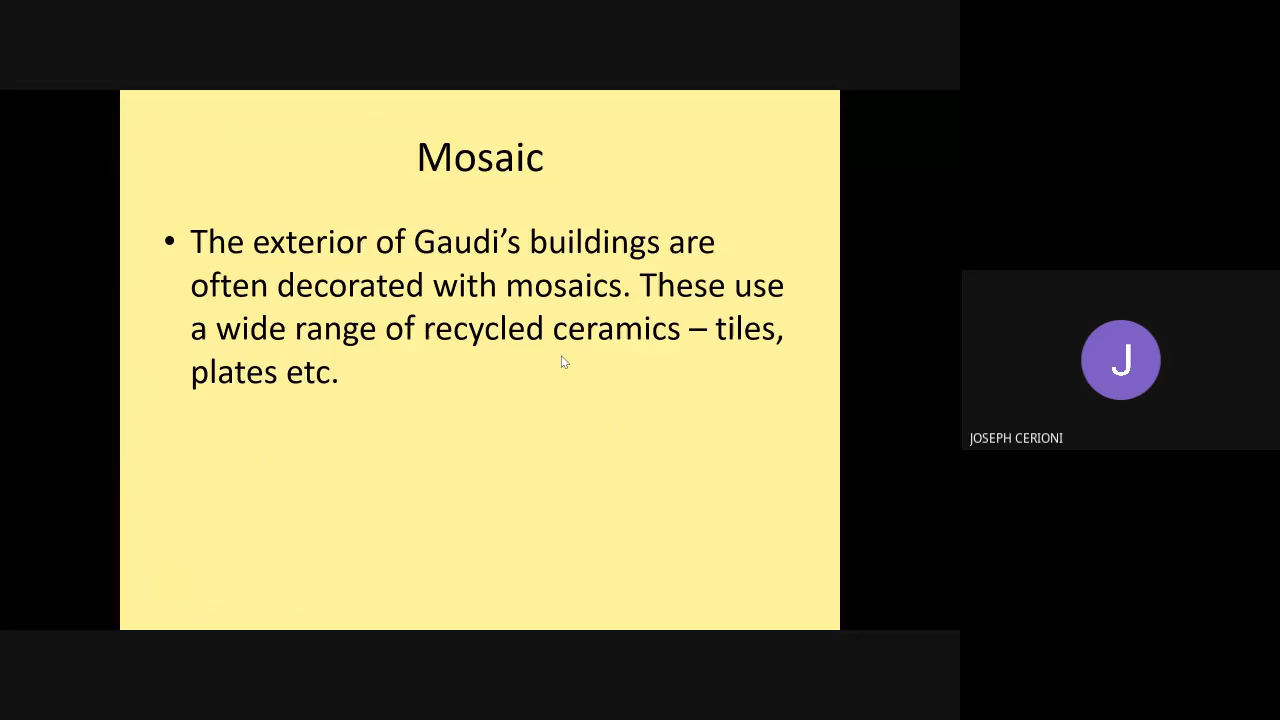 Mosaic
• The exterior of Gaudi’s buildings are
often decorated with mosaics. These use
a wide range of recycled ceramics – tiles,
plates etc.
J
JOSEPH CERIONI